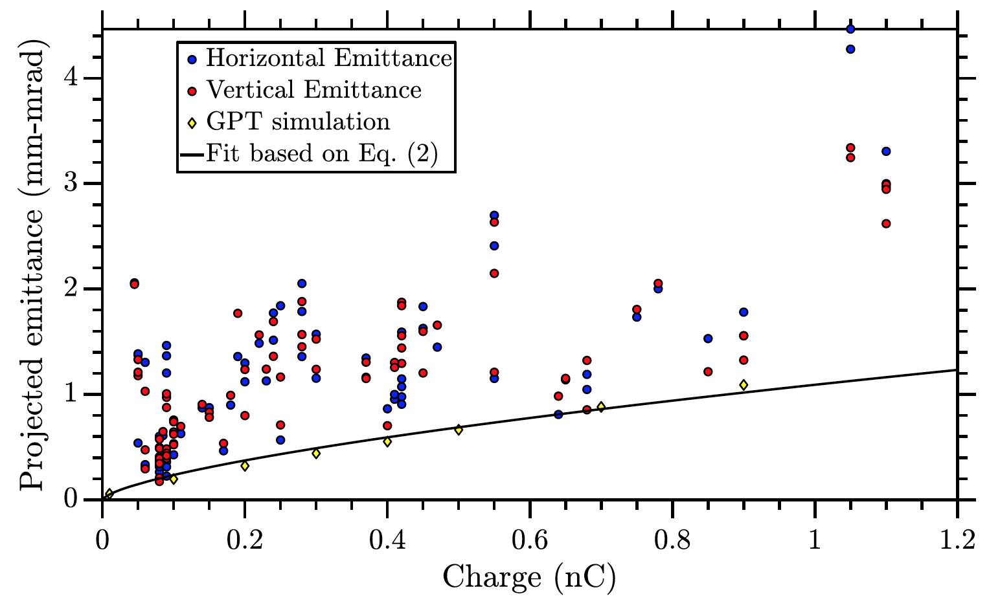 Horizontal Emittance
Vertical Emittance
GPT simulation
Fit based on Eq. (2)
Projected emittance (mm-mrad)
4
3
2
1
0
0 0.2 0.4 0.6 0.8 1 1.2
Charge (nC)